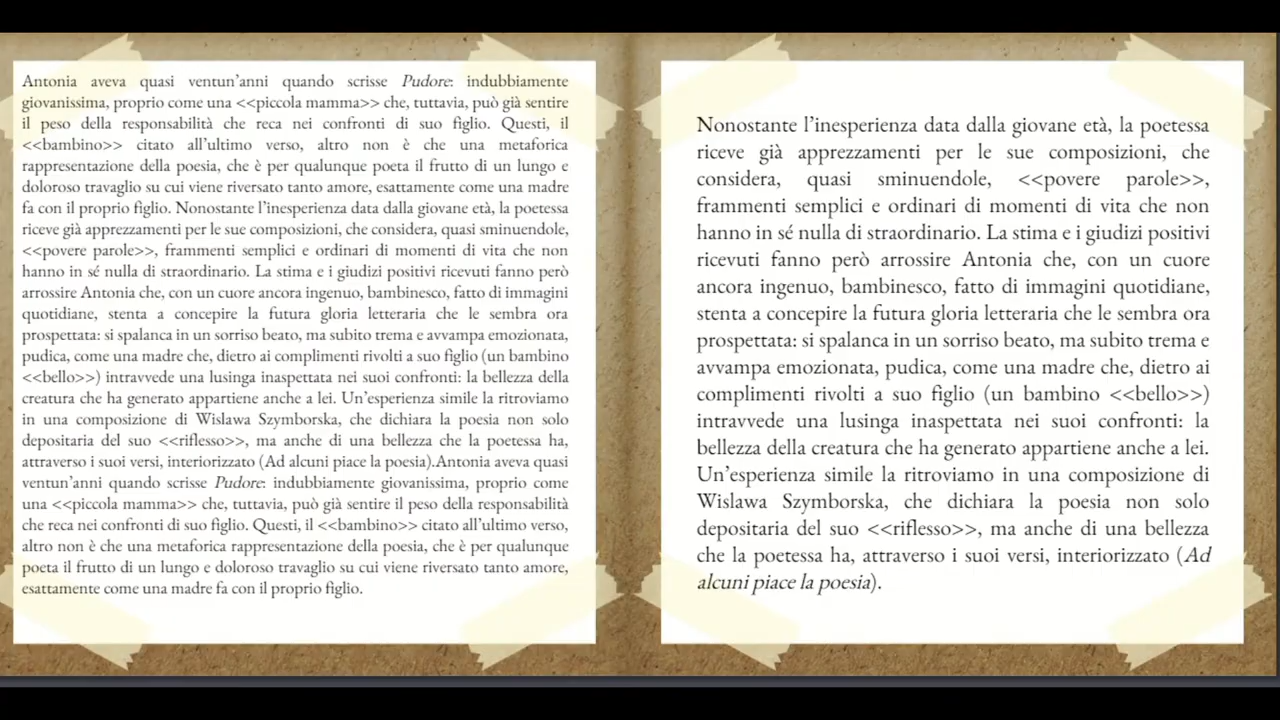 Antonia aveva quasi ventun’anni quando scrisse Pudore: indubbiamente
giovanissima, proprio come una <<piccola mamma>> che, tuttavia, può già sentire
il peso della responsabilità che reca nei confronti di suo figlio. Questi, il
<<bambino>> citato all’ultimo verso, altro non è che una metaforica
rappresentazione della poesia, che è per qualunque poeta il frutto di un lungo e
doloroso travaglio su cui viene riversato tanto amore, esattamente come una madre
fa con il proprio figlio. Nonostante l’inesperienza data dalla giovane età, la poetessa
riceve già apprezzamenti per le sue composizioni, che considera, quasi sminuendole,
<<povere parole>>, frammenti semplici e ordinari di momenti di vita che non
hanno in sé nulla di straordinario. La stima e i giudizi positivi ricevuti fanno però
arrossire Antonia che, con un cuore ancora ingenuo, bambinesco, fatto di immagini
quotidiane, stenta a concepire la futura gloria letteraria che le sembra ora
prospettata: si spalanca in un sorriso beato, ma subito trema e avvampa emozionata,
pudica, come una madre che, dietro ai complimenti rivolti a suo figlio (un bambino
<<bello>>) intravvede una lusinga inaspettata nei suoi confronti: la bellezza della
creatura che ha generato appartiene anche a lei. Un’esperienza simile la ritroviamo
in una composizione di Wislawa Szymborska, che dichiara la poesia non solo
depositaria del suo <<riflesso>>, ma anche di una bellezza che la poetessa ha,
attraverso i suoi versi, interiorizzato (Ad alcuni piace la poesia).Antonia aveva quasi
ventun’anni quando scrisse Pudore: indubbiamente giovanissima, proprio come
una <<piccola mamma>> che, tuttavia, può già sentire il peso della responsabilità
che reca nei confronti di suo figlio. Questi, il <<bambino>> citato all’ultimo verso,
altro non è che una metaforica rappresentazione della poesia, che è per qualunque
poeta il frutto di un lungo e doloroso travaglio su cui viene riversato tanto amore,
esattamente come una madre fa con il proprio figlio.
Nonostante l’inesperienza data dalla giovane età, la poetessa
riceve già apprezzamenti per le sue composizioni, che
considera, quasi sminuendole, <<povere parole>>,
frammenti semplici e ordinari di momenti di vita che non
hanno in sé nulla di straordinario. La stima e i giudizi positivi
ricevuti fanno però arrossire Antonia che, con un cuore
ancora ingenuo, bambinesco, fatto di immagini quotidiane,
stenta a concepire la futura gloria letteraria che le sembra ora
prospettata: si spalanca in un sorriso beato, ma subito trema e
avvampa emozionata, pudica, come una madre che, dietro ai
complimenti rivolti a suo figlio (un bambino <<bello>>)
intravvede una lusinga inaspettata nei suoi confronti: la
bellezza della creatura che ha generato appartiene anche a lei.
Un’esperienza simile la ritroviamo in una composizione di
Wislawa Szymborska, che dichiara la poesia non solo
depositaria del suo <<riflesso>>, ma anche di una bellezza
che la poetessa ha, attraverso i suoi versi, interiorizzato (Ad
alcuni piace la poesia).